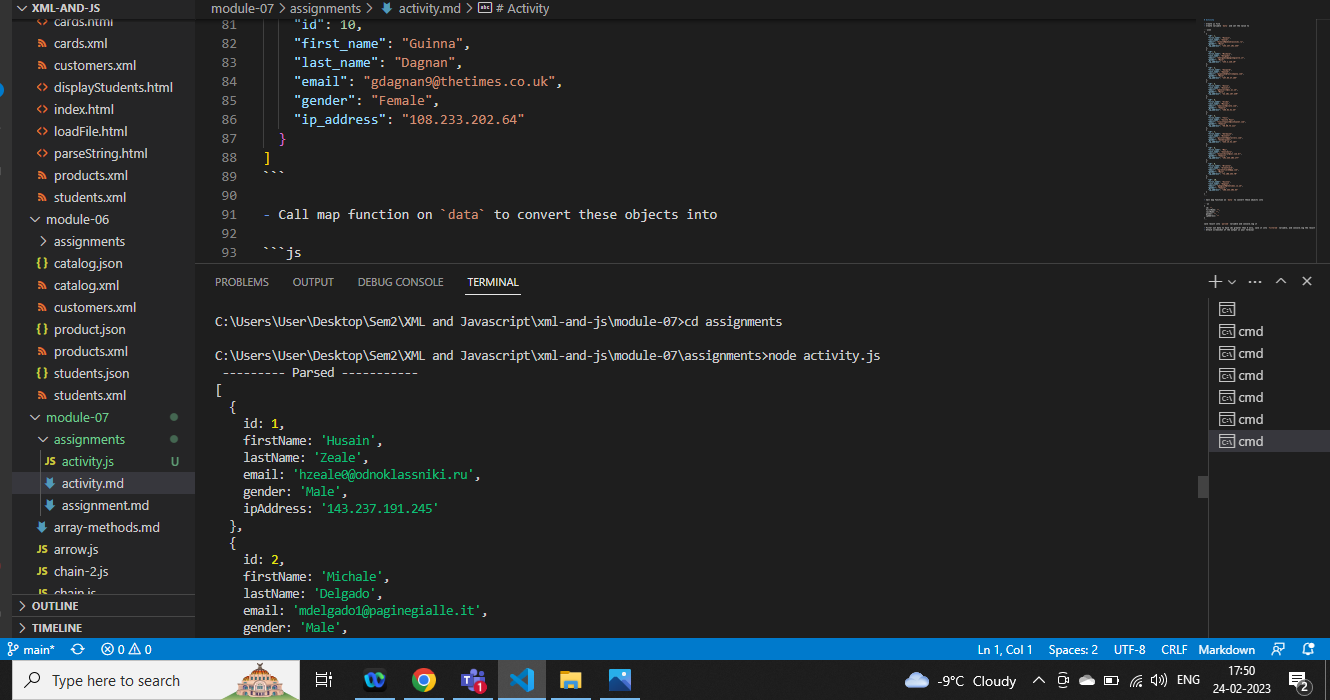 XML-AND-JS
cards.html
cards.xml
customers.xml
displayStudents.html
index.html
loadFile.html
parseString.html
products.xml
students.xml
module-06
assignments
catalog.json
catalog.xml
customers.xml
product.json
products.xml
students.json
students.xml
module-07
assignments
JS activity.js U
activity.md
assignment.md
array-methods.md
JS arrow.js
JS chain-2.js
JS chain.js
OUTLINE
TIMELINE
module-07 > assignments > activity.md > # Activity
81 "id": 10,
82 "first_name": "Guinna",
83 "last_name": "Dagnan",
84 "email": "gdagnan9@thetimes.co.uk",
85 "gender": "Female",
86 "ip_address": "108.233.202.64"
87 }
88 ]
89 ```
90
91 - Call map function on `data` to convert these objects into
92
93 ```js
PROBLEMS OUTPUT DEBUG CONSOLE TERMINAL
C:\Users\User\Desktop\Sem2\XML and Javascript\xml-and-js\module-07>cd assignments
C:\Users\User\Desktop\Sem2\XML and Javascript\xml-and-js\module-07\assignments>node activity.js
--------- Parsed -----------
[
{
id: 1,
firstName: 'Husain',
lastName: 'Zeale',
email: 'hzeale0@odnoklassniki.ru',
gender: 'Male',
ipAddress: '143.237.191.245'
},
{
id: 2,
firstName: 'Michale',
lastName: 'Delgado',
email: 'mdelgado1@paginegialle.it',
gender: 'Male',
cmd
cmd
cmd
cmd
cmd
cmd
main* 0 0
Ln 1, Col 1 Spaces: 2 UTF-8 CRLF Markdown
Type here to search
1
-9°C Cloudy
ENG
17:50
24-02-2023
2